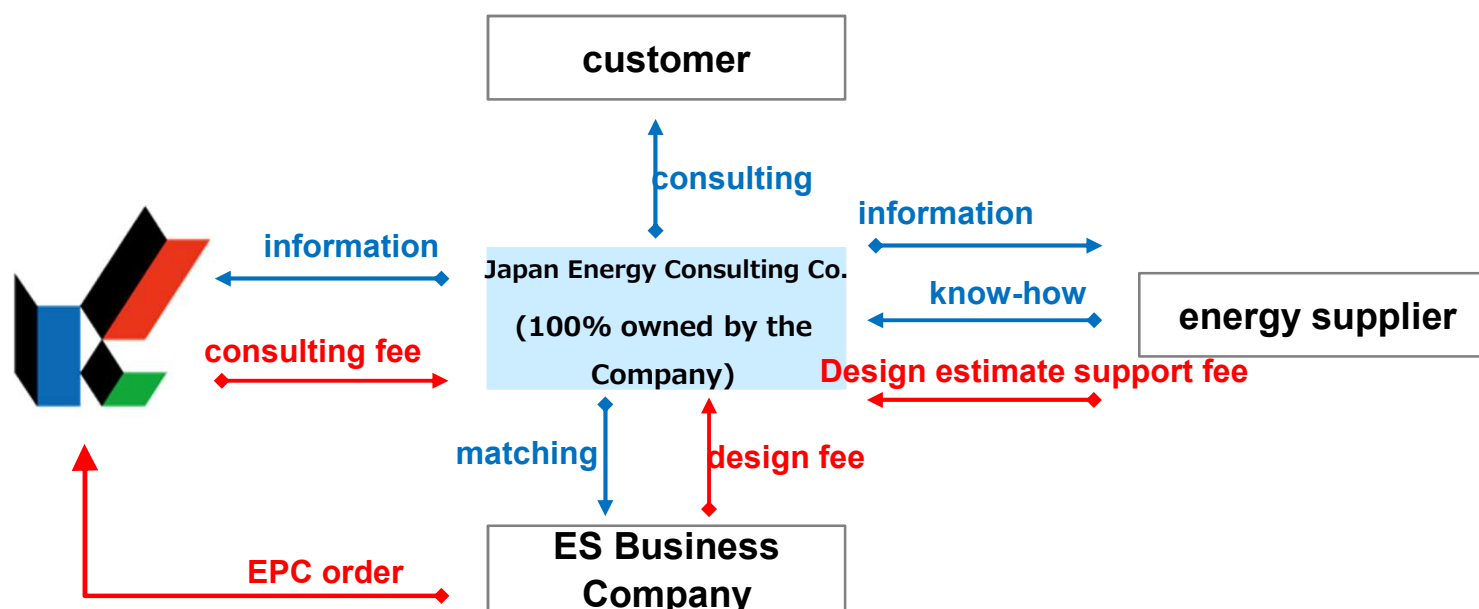 customer
consulting
information
information
Japan Energy Consulting Co.
(100% owned by the
Company)
know-how
energy supplier
consulting fee
Design estimate support fee
matching
design fee
ES Business
Company
EPC order